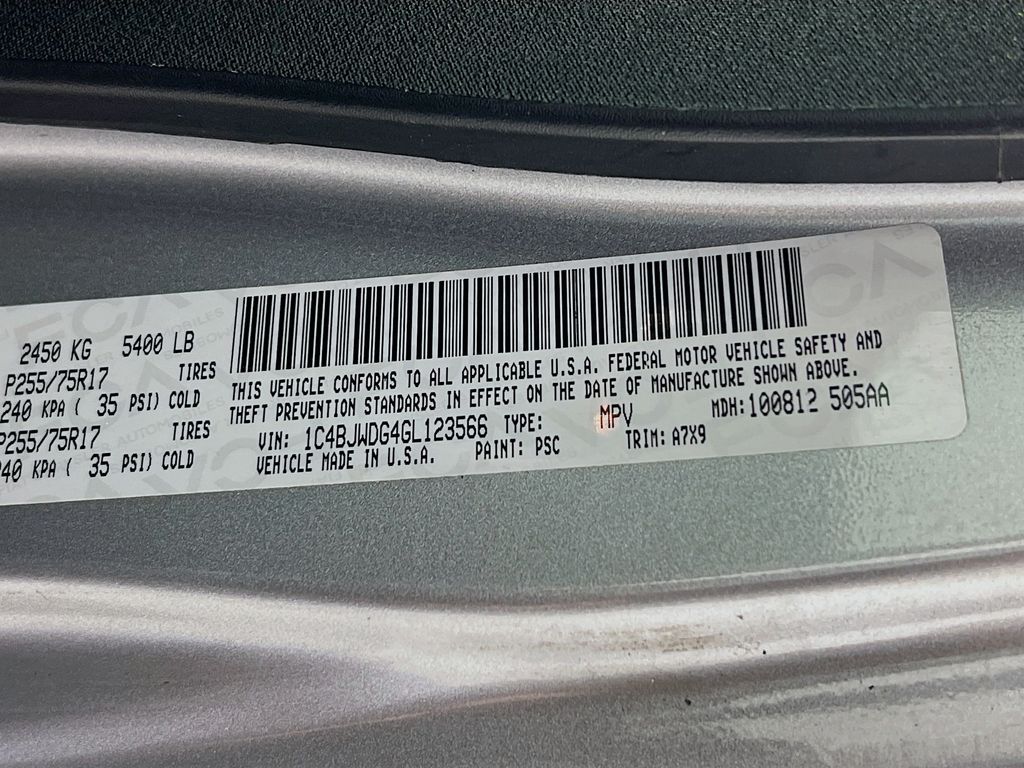 2450 KG 5400 LB
P255/75R17 TIRES
240 KPA ( 35 PSI) COLD
P255/75R17 TIRES
240 KPA ( 35 PSI) COLD
THIS VEHICLE CONFORMS TO ALL APPLICABLE U.S.A. FEDERAL MOTOR VEHICLE SAFETY AND
THEFT PREVENTION STANDARDS IN EFFECT ON THE DATE OF MANUFACTURE SHOWN ABOVE.
VIN: 1C4BJWDG4GL123566 TYPE: MPV MDH:100812 505AA
VEHICLE MADE IN U.S.A. PAINT: PSC TRIM: A7X9